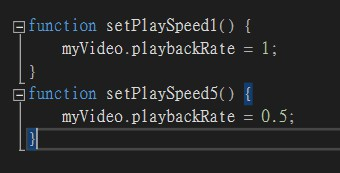 function setPlaySpeed1() {
myVideo.playbackRate = 1;
}
function setPlaySpeed5() {
myVideo.playbackRate = 0.5;
}